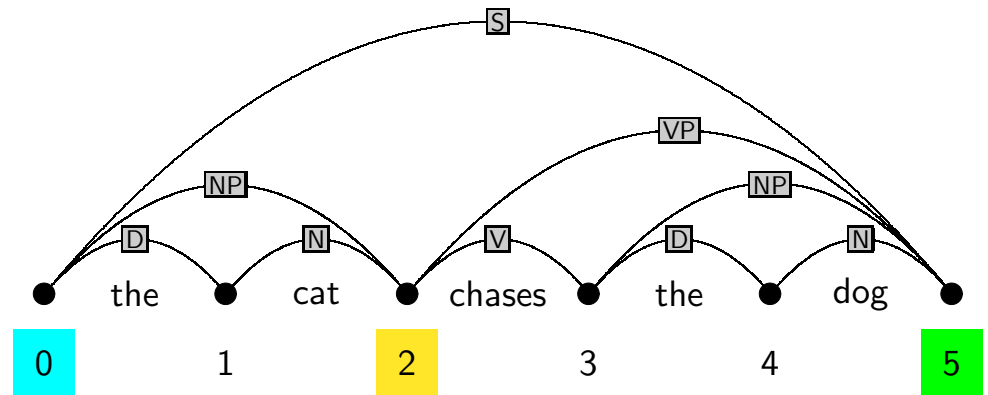 S
VP
NP NP
D N V D N
the cat chases the dog
0 1 2 3 4 5